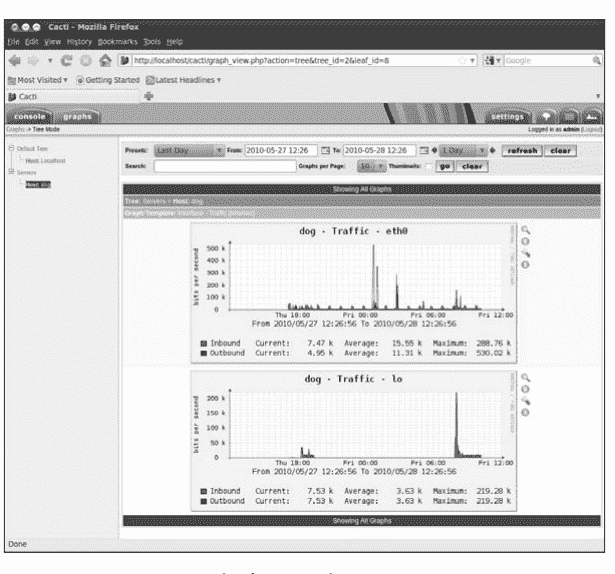 Cacti - Mozilla Firefox
File Edit View History Bookmarks Tools Help
http://localhost/cacti/graph_view.php?action=tree&tree_id=2&leaf_id=8
Google
Most Visited Getting Started Latest Headlines
Cacti
console graphs settings
Graphs -> Tree Mode Logged in as admin (Logout)
Default Tree
Host: Localhost
Servers
Host: dog
Presets: Last Day From: 2010-05-27 12:26 To: 2010-05-28 12:26 1 Day refresh clear
Search: Graphs per Page: 10 Thumbnails: go clear
Showing All Graphs
Tree: Servers > Host: dog
Graph Template: Interface - Traffic
dog - Traffic - eth0
bits per second
500 k
400 k
300 k
200 k
100 k
0
Thu 18:00 Fri 00:00 Fri 06:00 Fri 12:00
From 2010/05/27 12:26:56 To 2010/05/28 12:26:56
Inbound Current: 7.47 k Average: 15.55 k Maximum: 288.76 k
Outbound Current: 4.95 k Average: 11.31 k Maximum: 530.02 k
dog - Traffic - lo
bits per second
200 k
150 k
100 k
50 k
0
Thu 18:00 Fri 00:00 Fri 06:00 Fri 12:00
From 2010/05/27 12:26:56 To 2010/05/28 12:26:56
Inbound Current: 7.53 k Average: 3.63 k Maximum: 219.28 k
Outbound Current: 7.53 k Average: 3.63 k Maximum: 219.28 k
Showing All Graphs
Done